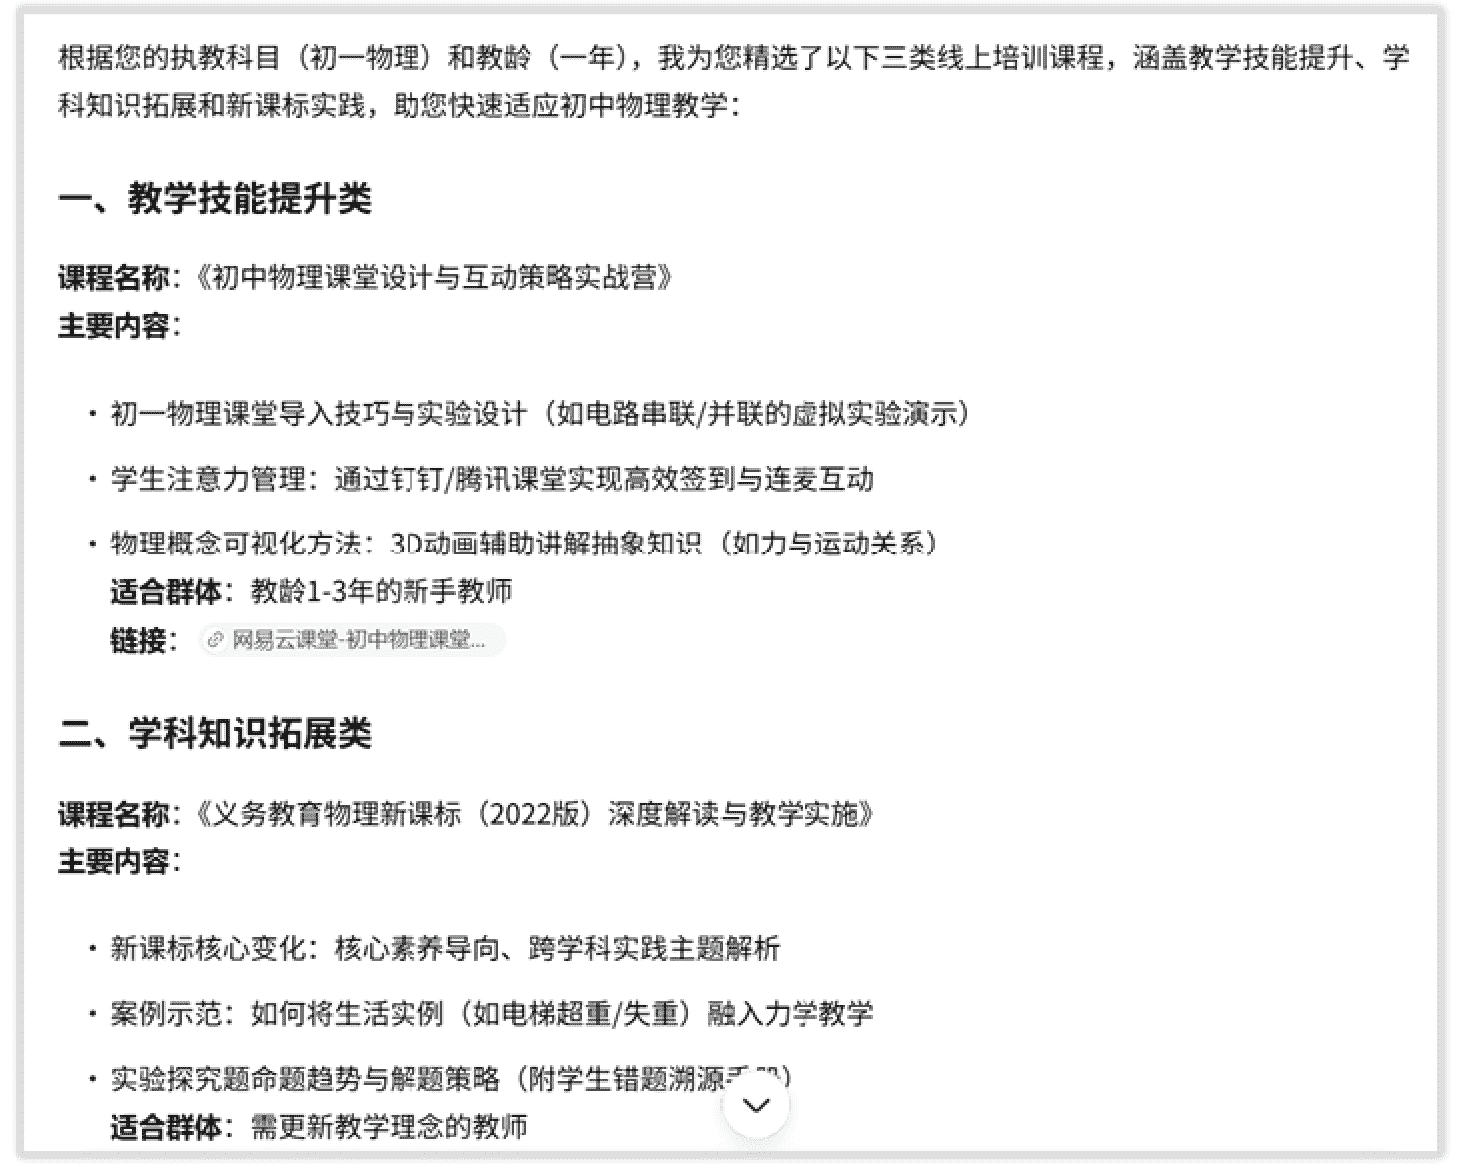 根据您的执教科目（初一物理）和教龄（一年），我为您精选了以下三类线上培训课程，涵盖教学技能提升、学
科知识拓展和新课标实践，助您快速适应初中物理教学：
一、教学技能提升类
课程名称：《初中物理课堂设计与互动策略实战营》
主要内容：
• 初一物理课堂导入技巧与实验设计（如电路串联/并联的虚拟实验演示）
• 学生注意力管理：通过钉钉/腾讯课堂实现高效签到与连麦互动
• 物理概念可视化方法：3D动画辅助讲解抽象知识（如力与运动关系）
适合群体：教龄1-3年的新手教师
链接： 网易云课堂-初中物理课堂...
二、学科知识拓展类
课程名称：《义务教育物理新课标（2022版）深度解读与教学实施》
主要内容：
• 新课标核心变化：核心素养导向、跨学科实践主题解析
• 案例示范：如何将生活实例（如电梯超重/失重）融入力学教学
• 实验探究题命题趋势与解题策略（附学生错题溯源）
适合群体：需更新教学理念的教师